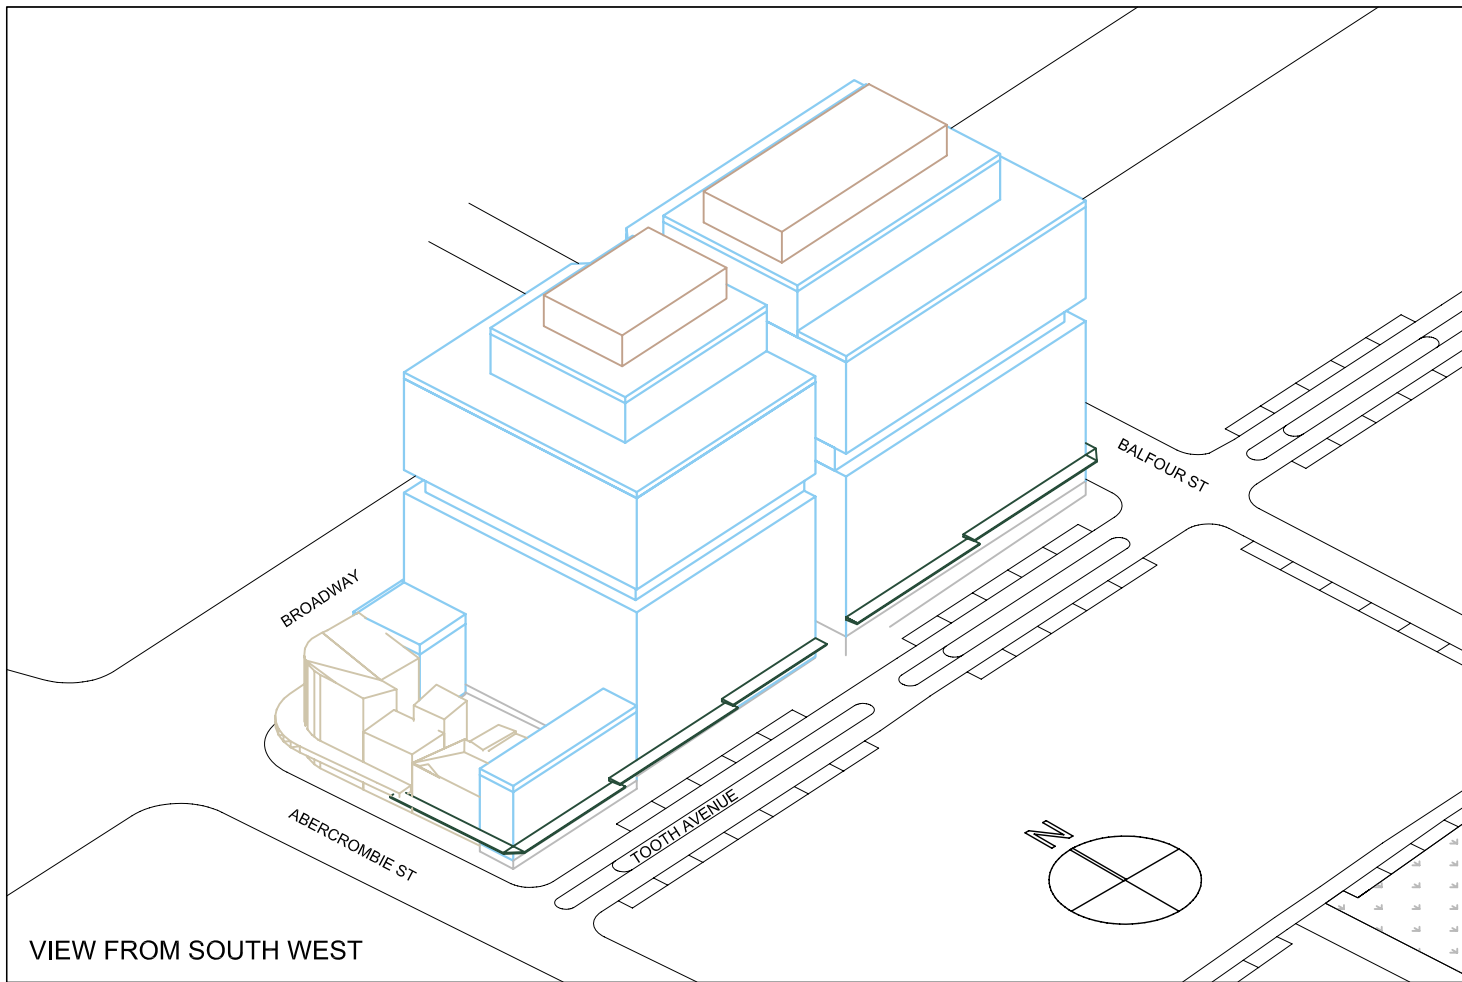 BALFOUR ST
BROADWAY
TOOTH AVENUE
ABERCROMBIE ST
N
VIEW FROM SOUTH WEST